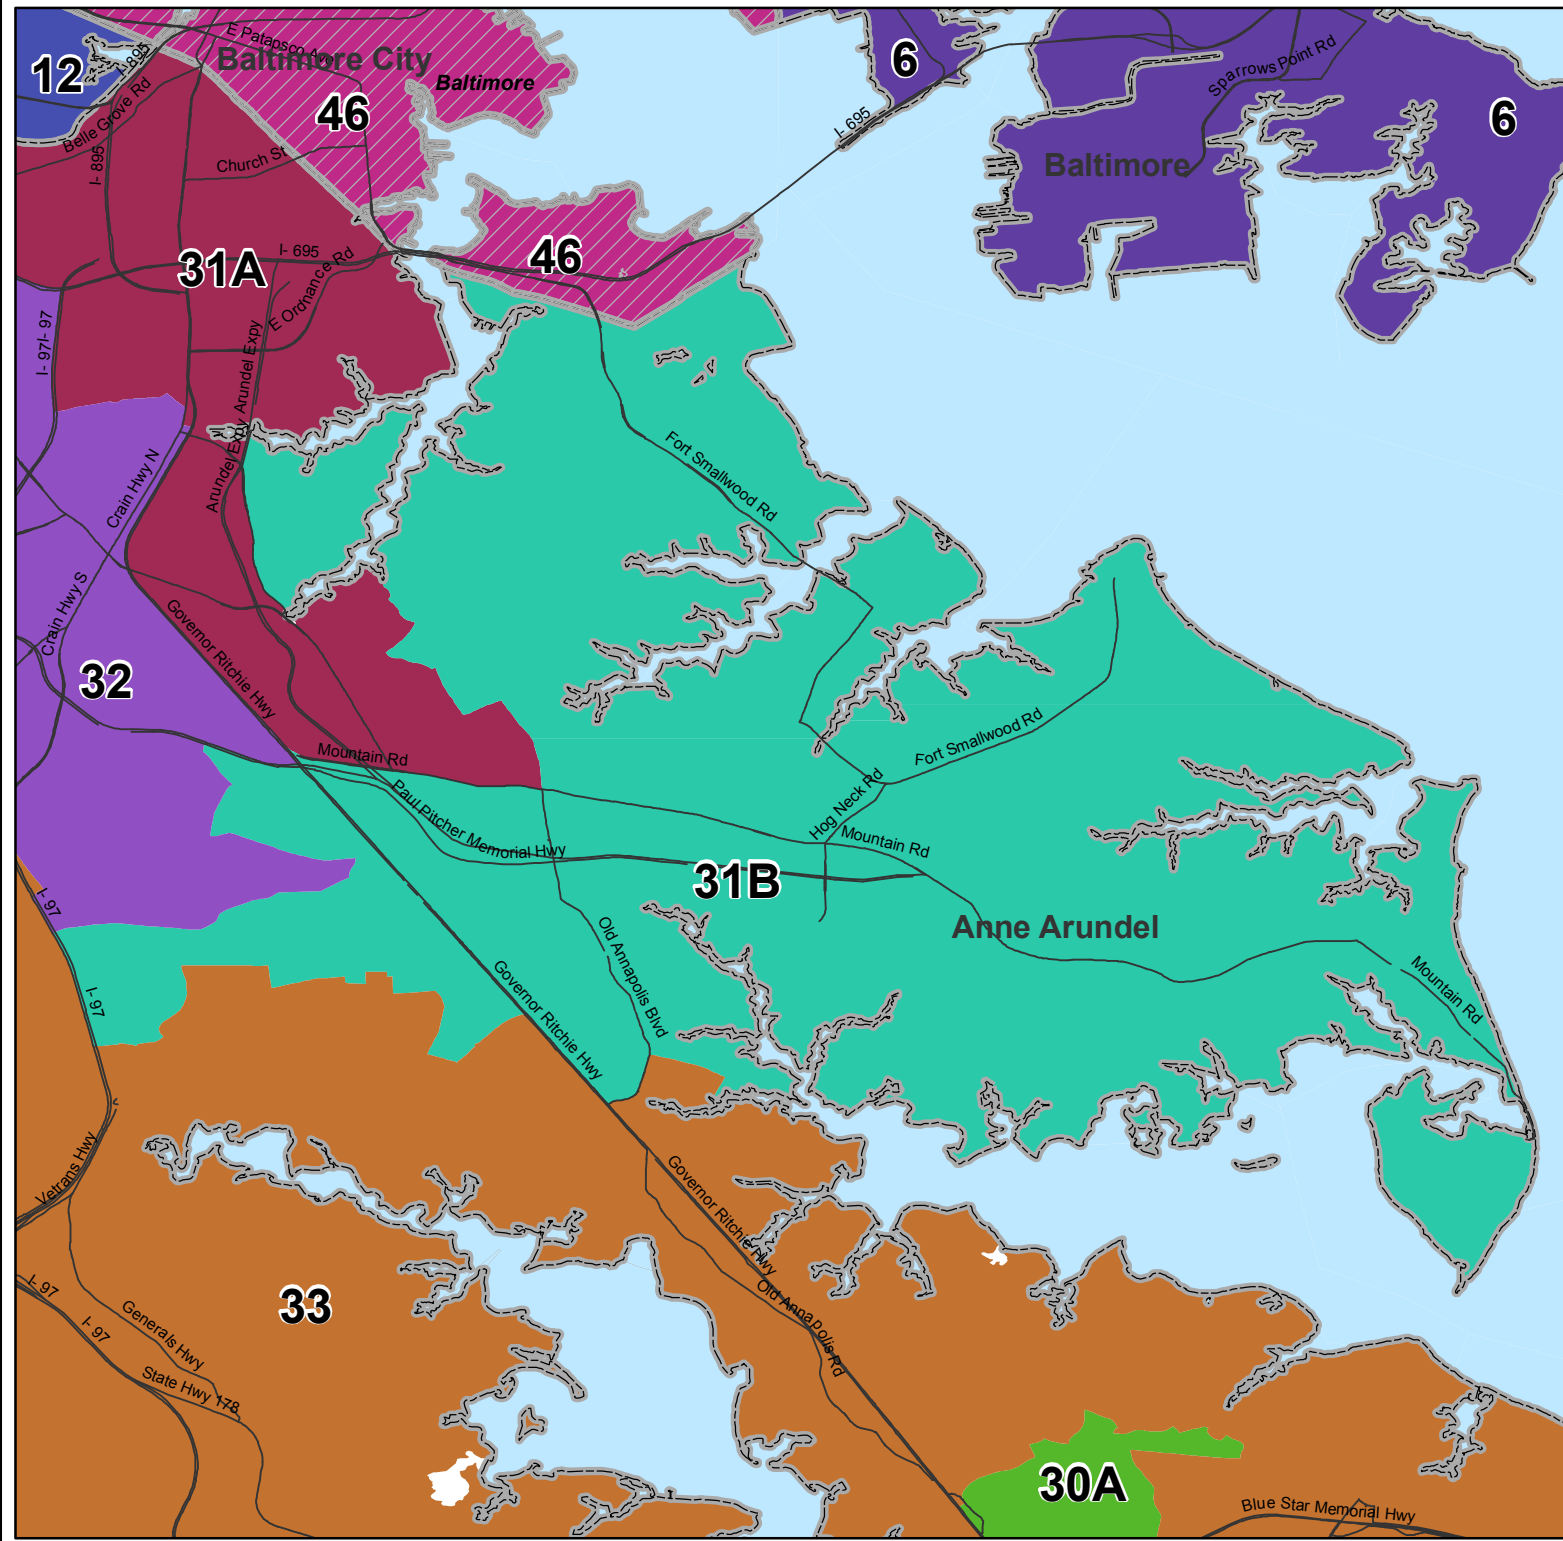 E Patapsco Ave
Baltimore City
6
I- 895
12
Baltimore
46
Sparrows Point Rd
6
I- 695
Belle Grove Rd
I- 895
Church St
Baltimore
I- 695
31A
46
E Ordnance Rd
I- 97
I- 97
Arundel Expy
Arundel Expy
Crain Hwy N
Fort Smallwood Rd
Crain Hwy S
Governor Ritchie Hwy
32
Mountain Rd
Fort Smallwood Rd
Hog Neck Rd
Paul Pitcher Memorial Hwy
Mountain Rd
31B
I- 97
Anne Arundel
Old Annapolis Blvd
Governor Ritchie Hwy
Mountain Rd
I- 97
Vetrans Hwy
Governor Ritchie Hwy
I- 97
33
Old Annapolis Rd
Generals Hwy
I- 97
State Hwy 178
30A
Blue Star Memorial Hwy